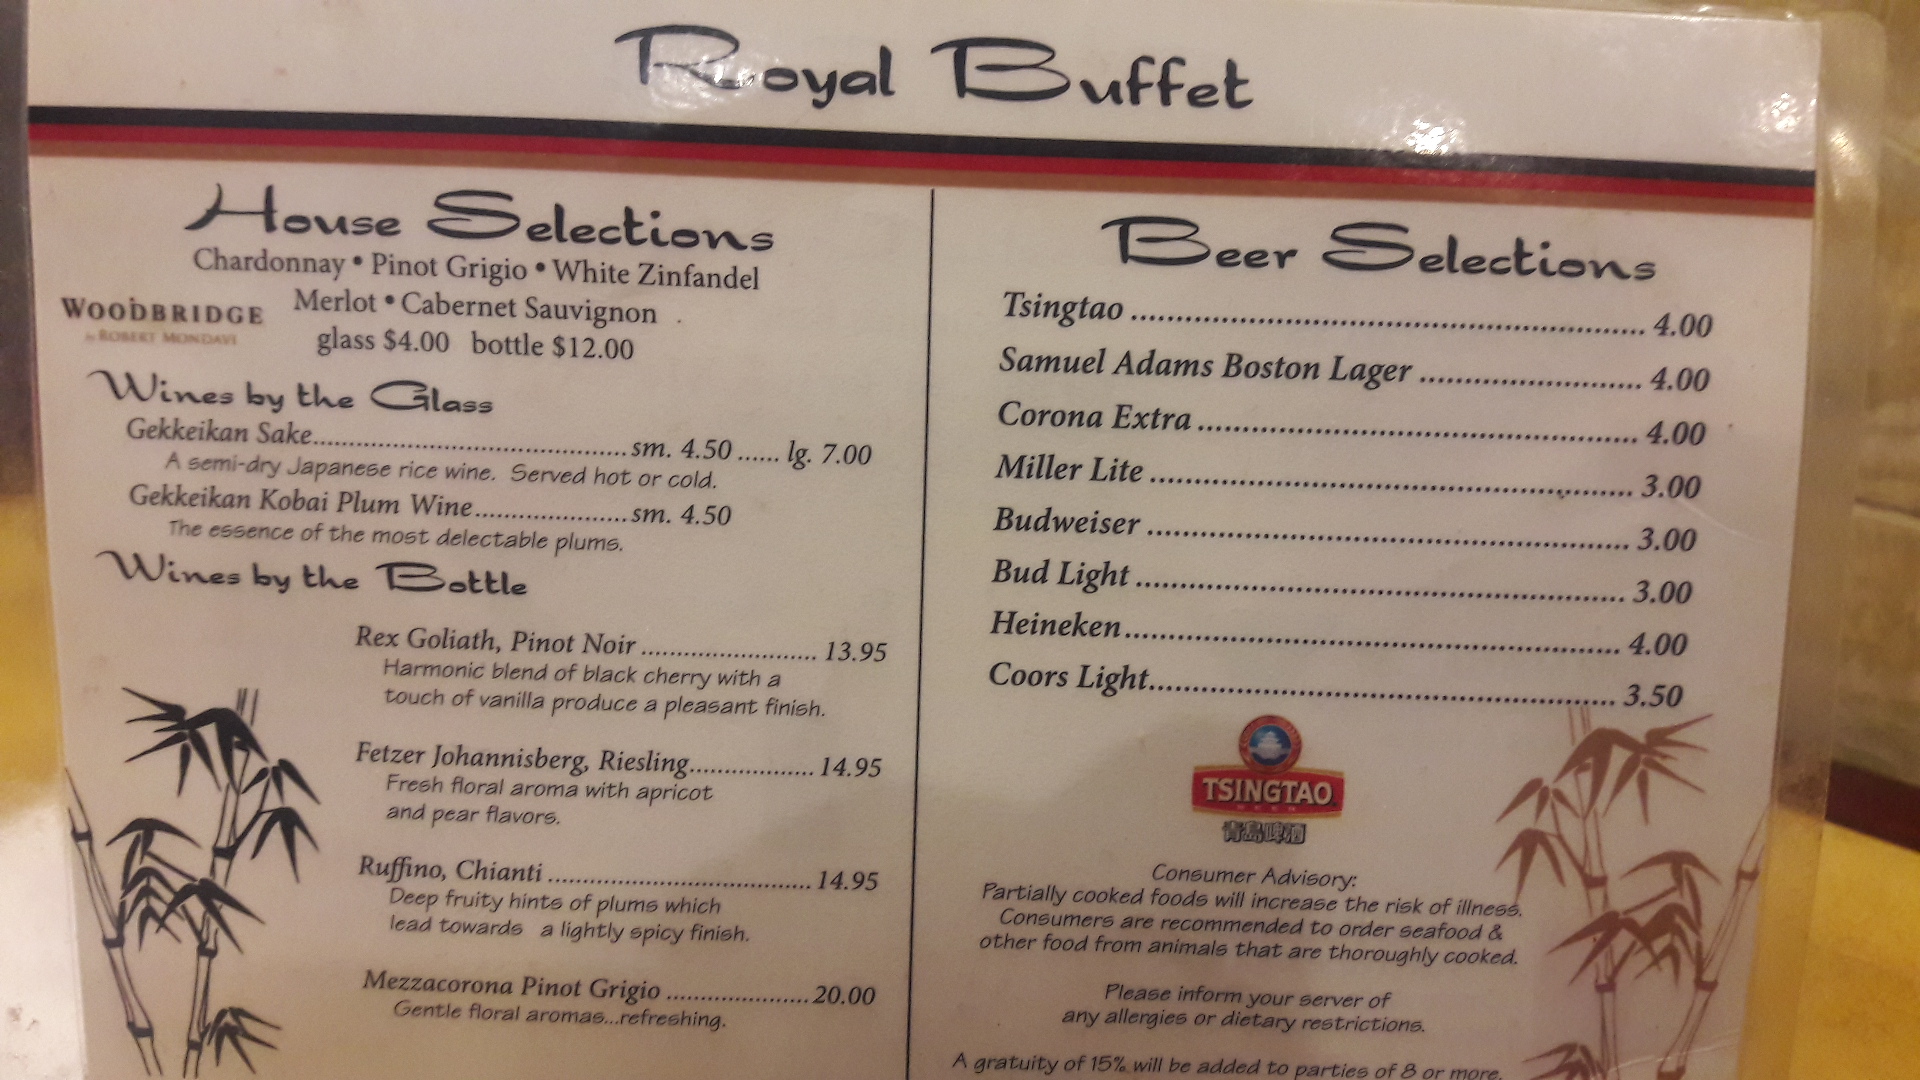 Royal Buffet
House Selections
Chardonnay • Pinot Grigio • White Zinfandel
Merlot • Cabernet Sauvignon
WOODBRIDGE
by ROBERT MONDAVI
glass $4.00 bottle $12.00
Wines by the Glass
Gekkeikan Sake.......................................sm. 4.50 ...... lg. 7.00
A semi-dry Japanese rice wine. Served hot or cold.
Gekkeikan Kobai Plum Wine......................sm. 4.50
The essence of the most delectable plums.
Wines by the Bottle
Rex Goliath, Pinot Noir ......................... 13.95
Harmonic blend of black cherry with a
touch of vanilla produce a pleasant finish.
Fetzer Johannisberg, Riesling.................. 14.95
Fresh floral aroma with apricot
and pear flavors.
Ruffino, Chianti ..................................... 14.95
Deep fruity hints of plums which
lead towards a lightly spicy finish.
Mezzacorona Pinot Grigio .................... 20.00
Gentle floral aromas...refreshing.
Beer Selections
Tsingtao ................................................................ 4.00
Samuel Adams Boston Lager ........................... 4.00
Corona Extra ....................................................... 4.00
Miller Lite ............................................................ 3.00
Budweiser ............................................................ 3.00
Bud Light ............................................................. 3.00
Heineken.............................................................. 4.00
Coors Light.......................................................... 3.50
TSINGTAO
BEER
青島啤酒
Consumer Advisory:
Partially cooked foods will increase the risk of illness.
Consumers are recommended to order seafood &
other food from animals that are thoroughly cooked.
Please inform your server of
any allergies or dietary restrictions.
A gratuity of 15% will be added to parties of 8 or more.